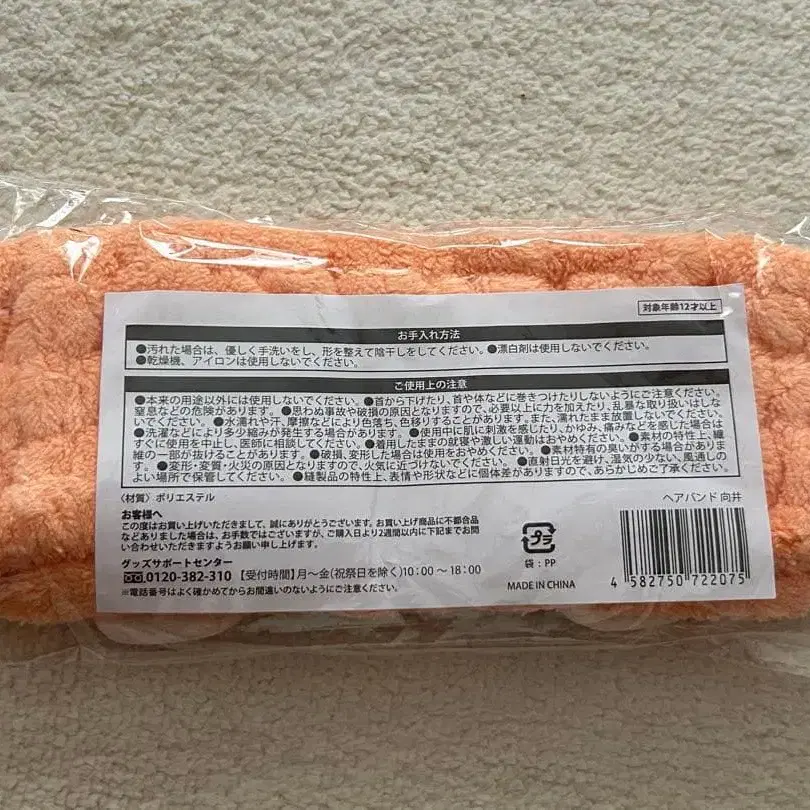 対象年齢12才以上
お手入れ方法
●汚れた場合は、優しく手洗いをし、形を整えて陰干しをしてください。●漂白剤は使用しないでください。
●乾燥機、アイロンは使用しないでください。
ご使用上の注意
●本来の用途以外には使用しないでください。●首から下げたり、首や体などに巻きつけたりしないようにご注意ください。
窒息などの危険があります。●思わぬ事故や破損の原因となりますので、必要以上に力を加えたり、乱暴な取り扱いはしな
いでください。●水濡れや汗、摩擦などにより色落ち、色移りすることがあります。また、濡れたまま放置しないでください。
●洗濯などにより多少縮みが発生する場合があります。●使用中に肌に刺激を感じたり、かゆみ、痛みなどを感じた場合は
すぐに使用を中止し、医師に相談してください。●着用したままの就寝や激しい運動はおやめください。●素材の特性上、繊
維の一部が抜けることがあります。●破損、変形した場合は使用をおやめください。●素材特有の臭いがする場合がありま
す。●変形・変質・火災の原因となりますので、火気に近づけないでください。●直射日光を避け、湿気の少ない、風通しの
よい場所で保管してください。●縫製品の特性上、表情や形状などに個体差がありますので、あらかじめご了承ください。
〈材質〉ポリエステル
ヘアバンド 向井
お客様へ
この度はお買い上げいただきまして、誠にありがとうございます。お買い上げ商品に不都合品
などありました場合は、お手数ではございますが、ご購入日より2週間以内に下記までお問
い合わせいただきますようお願い申し上げます。
グッズサポートセンター
0120-382-310 【受付時間】月〜金(祝祭日を除く)10:00〜18:00
※電話番号はよく確かめてからお間違いのないようにご注意ください。
プラ
袋:PP
MADE IN CHINA
4 582750 722075